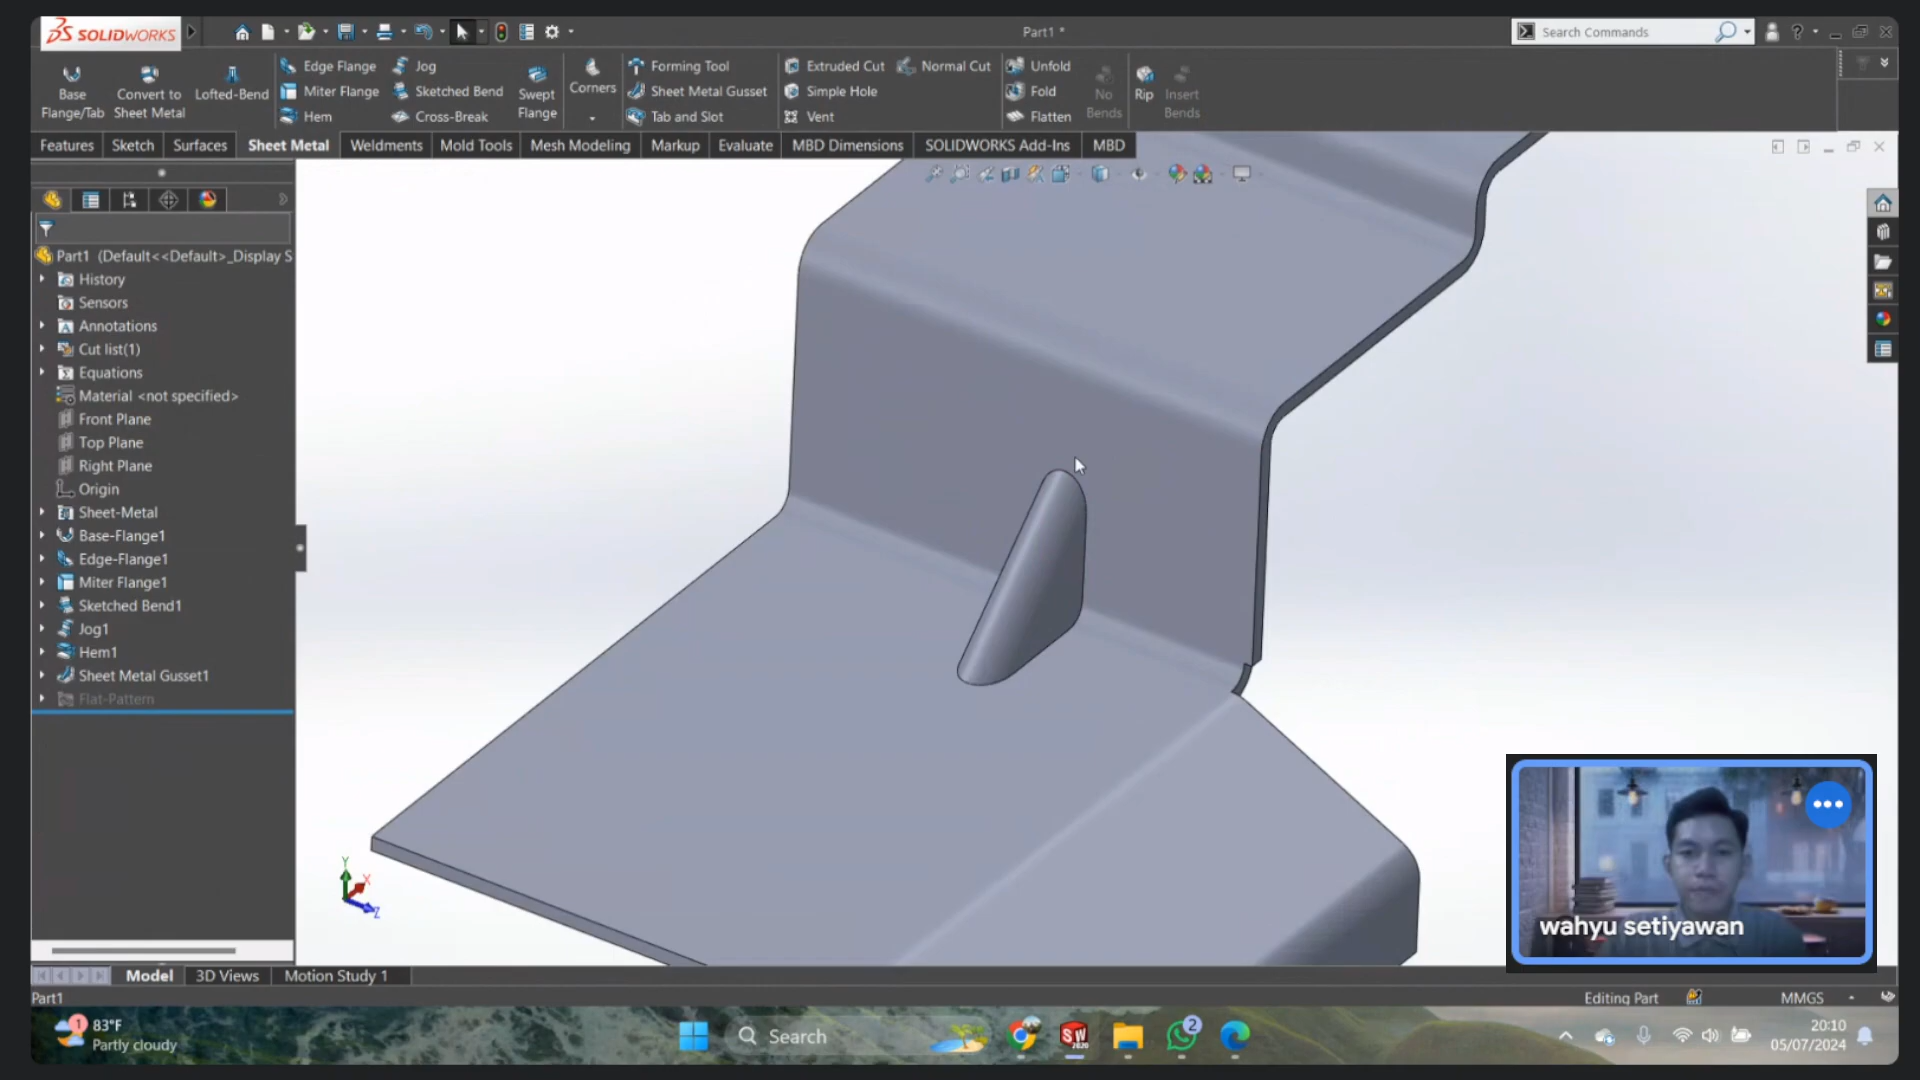 SOLIDWORKS
Part1 *
Search Commands
Base Flange/Tab
Convert to Sheet Metal
Lofted-Bend
Edge Flange
Miter Flange
Hem
Jog
Sketched Bend
Cross-Break
Swept Flange
Corners
Forming Tool
Sheet Metal Gusset
Tab and Slot
Extruded Cut
Simple Hole
Vent
Normal Cut
Unfold
Fold
Flatten
No Bends
Rip
Insert Bends
Features
Sketch
Surfaces
Sheet Metal
Weldments
Mold Tools
Mesh Modeling
Markup
Evaluate
MBD Dimensions
SOLIDWORKS Add-Ins
MBD
Part1 (Default<<Default>_Display S
History
Sensors
Annotations
Cut list(1)
Equations
Material <not specified>
Front Plane
Top Plane
Right Plane
Origin
Sheet-Metal
Base-Flange1
Edge-Flange1
Miter Flange1
Sketched Bend1
Jog1
Hem1
Sheet Metal Gusset1
Flat-Pattern
Y
X
Z
wahyu setiyawan
Model
3D Views
Motion Study 1
Part1
Editing Part
MMGS
1
83°F
Partly cloudy
Search
SW
2020
2
20:10
05/07/2024